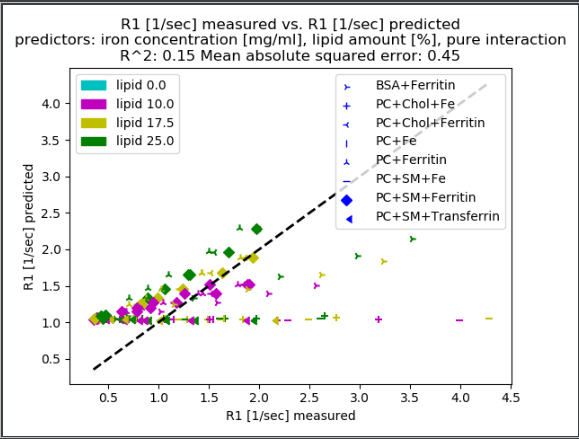 R1 [1/sec] measured vs. R1 [1/sec] predicted
predictors: iron concentration [mg/ml], lipid amount [%], pure interaction
R^2: 0.15 Mean absolute squared error: 0.45
lipid 0.0
lipid 10.0
lipid 17.5
lipid 25.0
BSA+Ferritin
PC+Chol+Fe
PC+Chol+Ferritin
PC+Fe
PC+Ferritin
PC+SM+Fe
PC+SM+Ferritin
PC+SM+Transferrin
R1 [1/sec] predicted
4.0
3.5
3.0
2.5
2.0
1.5
1.0
0.5
0.5 1.0 1.5 2.0 2.5 3.0 3.5 4.0 4.5
R1 [1/sec] measured